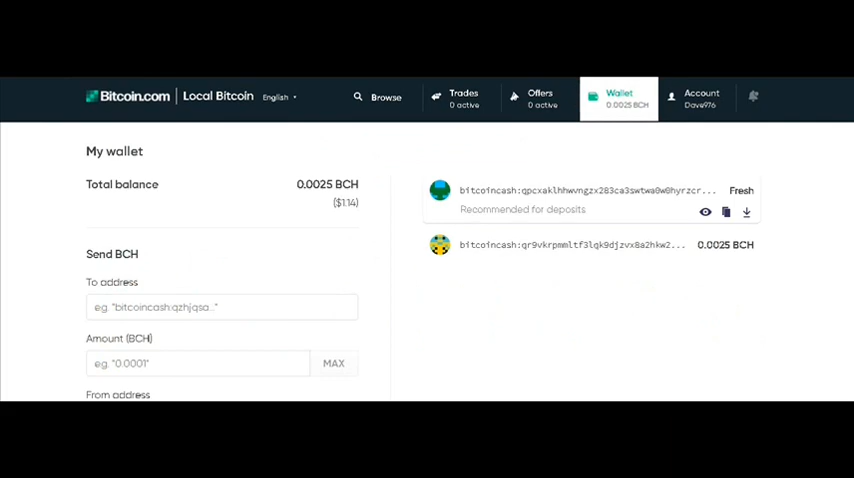 Bitcoin.com | Local Bitcoin English
Browse
Trades
0 active
Offers
0 active
Wallet
0.0025 BCH
Account
Dave976
My wallet
Total balance 0.0025 BCH
($1.14)
Send BCH
To address
eg. "bitcoincash:qzhjqsa..."
Amount (BCH)
eg. "0.0001" MAX
From address
bitcoincash:qpcxaklhhwvngzx283ca3swtwa0w0hyrzcr... Fresh
Recommended for deposits
bitcoincash:qr9vkrpmmltf3lqk9djzvx8a2hkw2... 0.0025 BCH